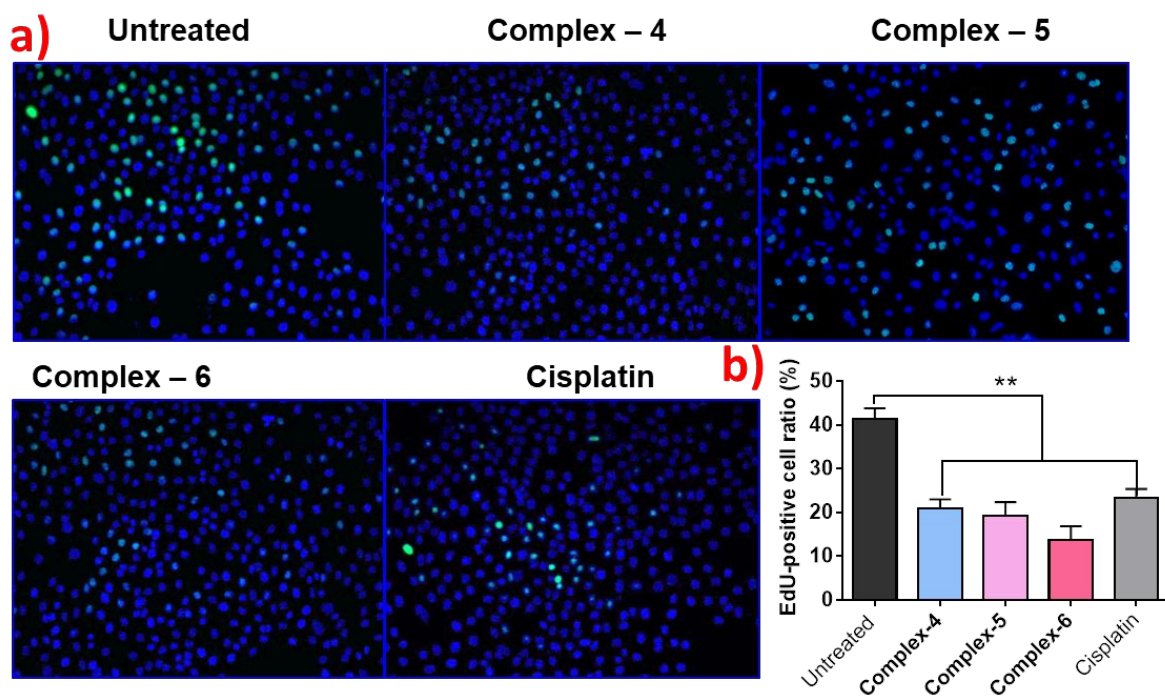 a)
Untreated
Complex – 4
Complex – 5
Complex – 6
Cisplatin
b)
EdU-positive cell ratio (%)
50
40
30
20
10
0
**
Untreated
Complex-4
Complex-5
Complex-6
Cisplatin